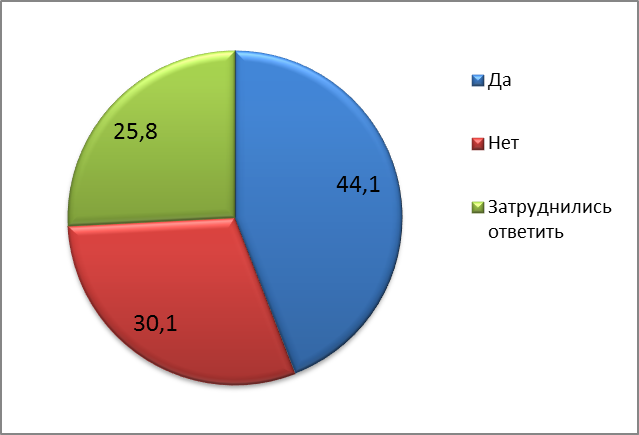 25,8
44,1
30,1
Да
Нет
Затруднились
ответить